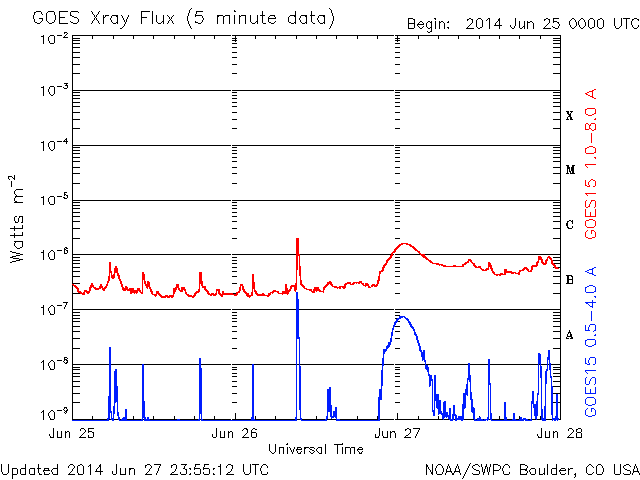 GOES Xray Flux (5 minute data)
Begin: 2014 Jun 25 0000 UTC
10⁻²
10⁻³
10⁻⁴
10⁻⁵
10⁻⁶
10⁻⁷
10⁻⁸
10⁻⁹
Watts m⁻²
X
M
C
B
A
GOES15 1.0-8.0 A
GOES15 0.5-4.0 A
Jun 25
Jun 26
Jun 27
Jun 28
Universal Time
Updated 2014 Jun 27 23:55:12 UTC
NOAA/SWPC Boulder, CO USA